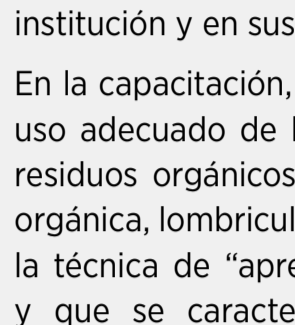 institución y en sus
En la capacitación,
uso adecuado de
residuos orgánicos
orgánica, lombricul
la técnica de “apre
y que se caracte